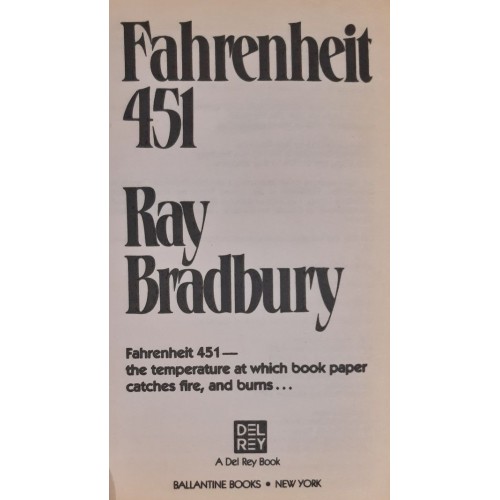 Fahrenheit
451
Ray
Bradbury
Fahrenheit 451—
the temperature at which book paper
catches fire, and burns...
DEL
REY
A Del Rey Book
BALLANTINE BOOKS • NEW YORK